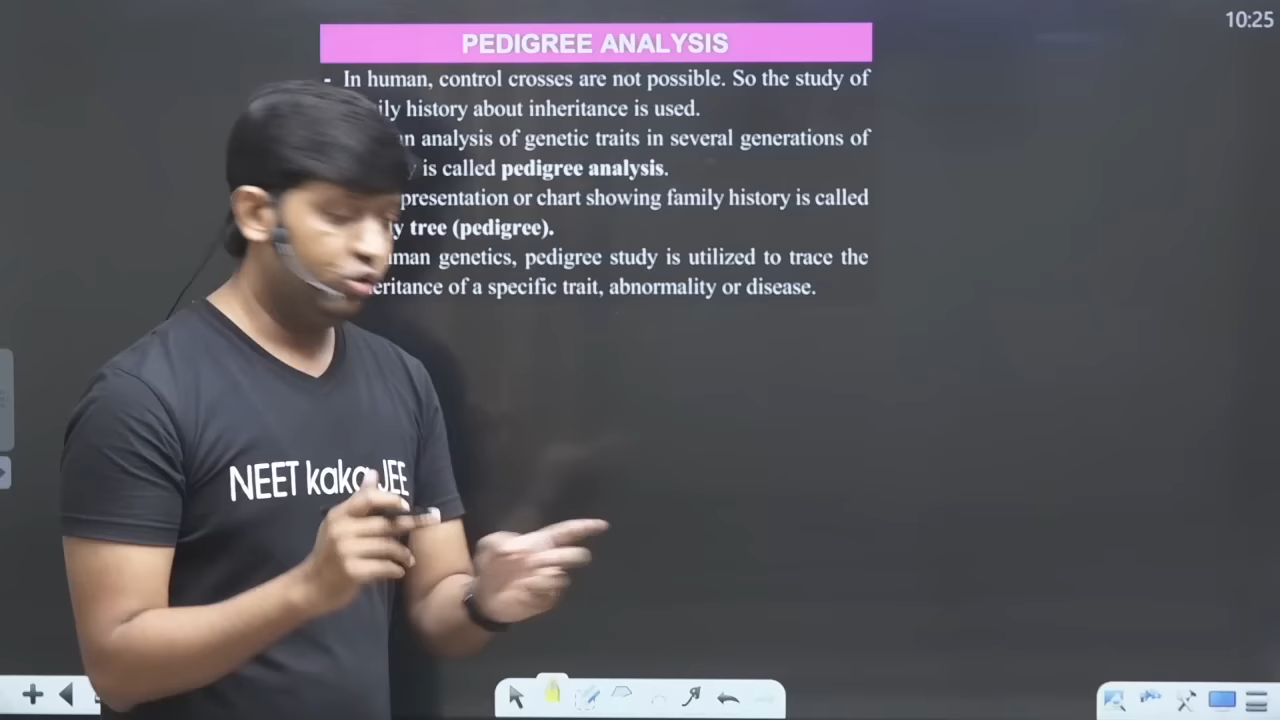 10:25
PEDIGREE ANALYSIS
- In human, control crosses are not possible. So the study of
ily history about inheritance is used.
n analysis of genetic traits in several generations of
y is called pedigree analysis.
presentation or chart showing family history is called
y tree (pedigree).
man genetics, pedigree study is utilized to trace the
eritance of a specific trait, abnormality or disease.
NEET kaka JEE